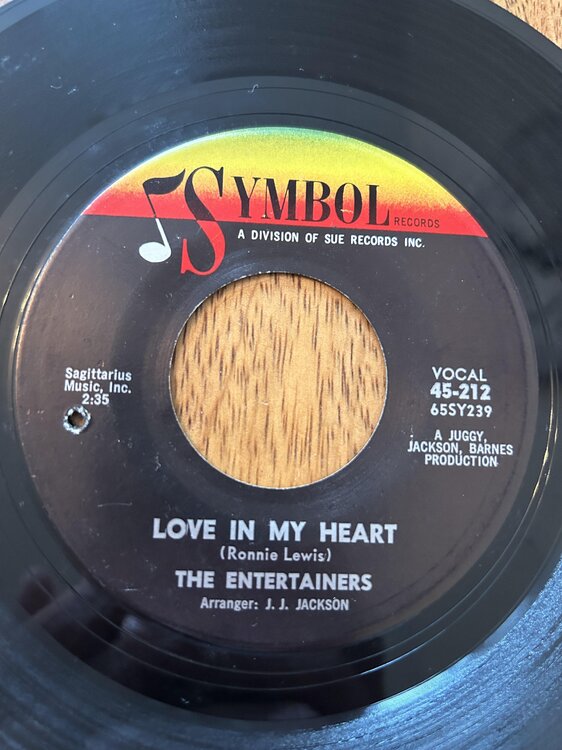 SYMBOL RECORDS
A DIVISION OF SUE RECORDS INC.
Sagittarius
Music, Inc.
2:35
VOCAL
45-212
65SY239
A JUGGY,
JACKSON, BARNES
PRODUCTION
LOVE IN MY HEART
(Ronnie Lewis)
THE ENTERTAINERS
Arranger: J. J. JACKSON